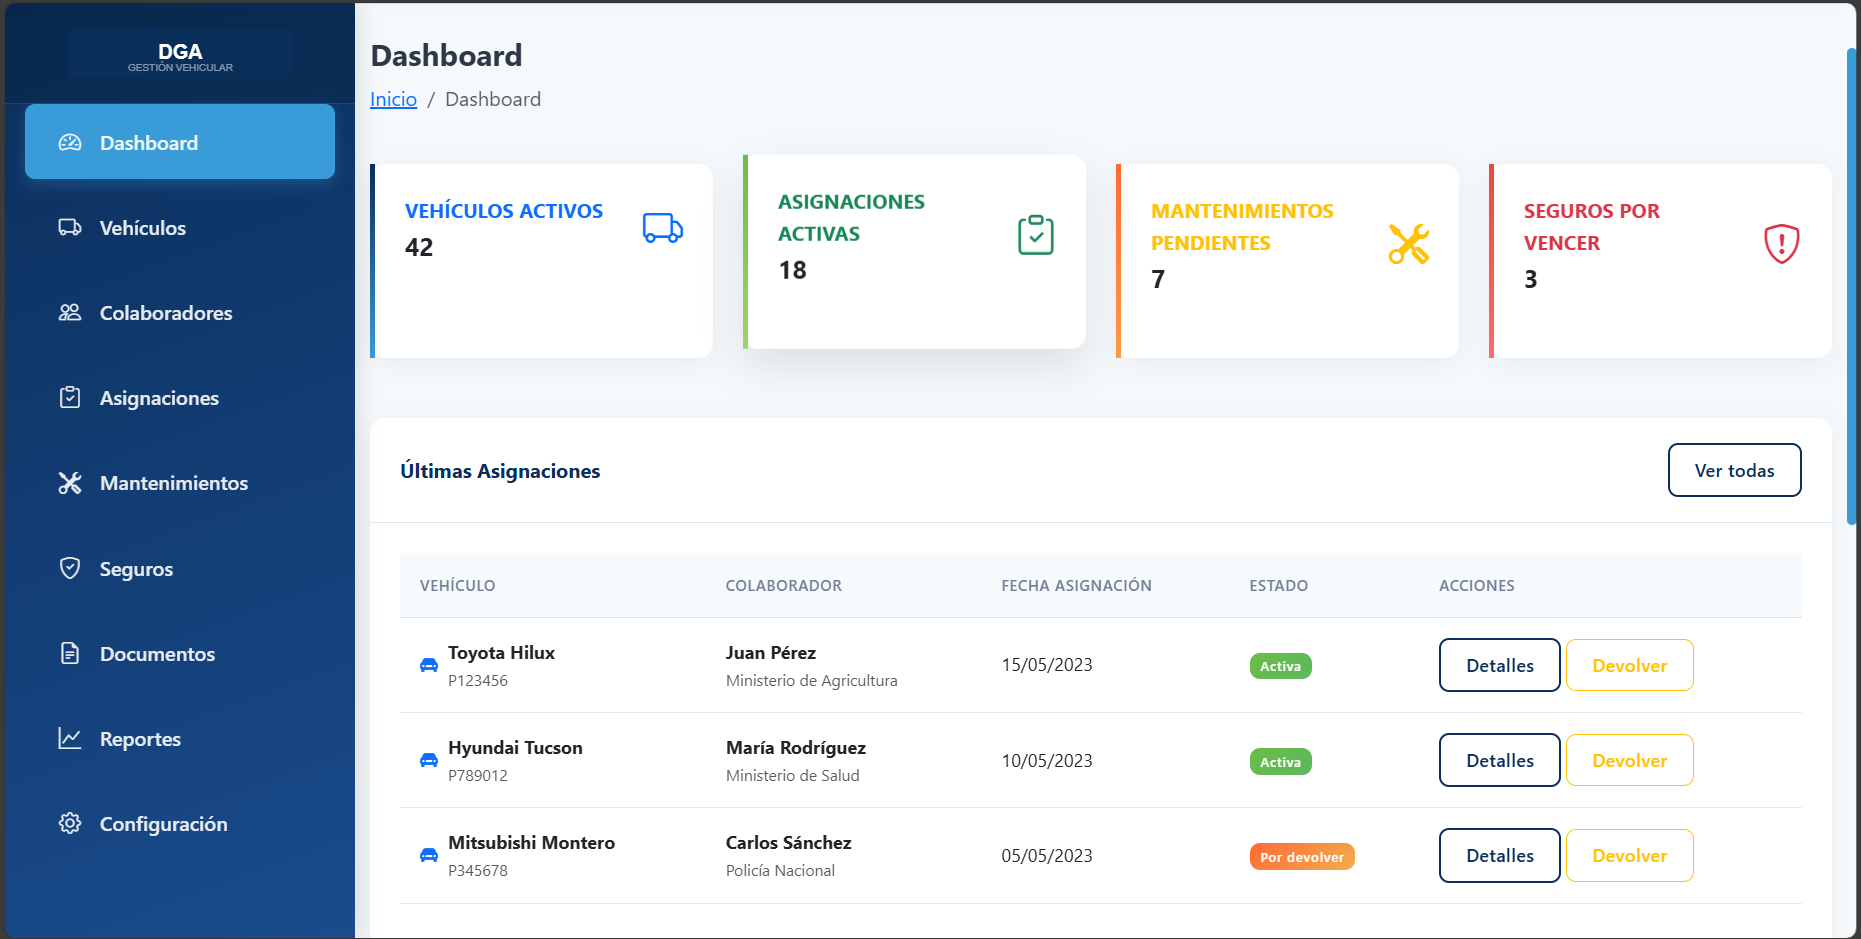 DGA
GESTIÓN VEHICULAR
Dashboard
Vehículos
Colaboradores
Asignaciones
Mantenimientos
Seguros
Documentos
Reportes
Configuración
Dashboard
Inicio / Dashboard
VEHÍCULOS ACTIVOS
42
ASIGNACIONES
ACTIVAS
18
MANTENIMIENTOS
PENDIENTES
7
SEGUROS POR
VENCER
3
Últimas Asignaciones
Ver todas
VEHÍCULO COLABORADOR FECHA ASIGNACIÓN ESTADO ACCIONES
Toyota Hilux Juan Pérez 15/05/2023 Activa Detalles Devolver
P123456 Ministerio de Agricultura
Hyundai Tucson María Rodríguez 10/05/2023 Activa Detalles Devolver
P789012 Ministerio de Salud
Mitsubishi Montero Carlos Sánchez 05/05/2023 Por devolver Detalles Devolver
P345678 Policía Nacional